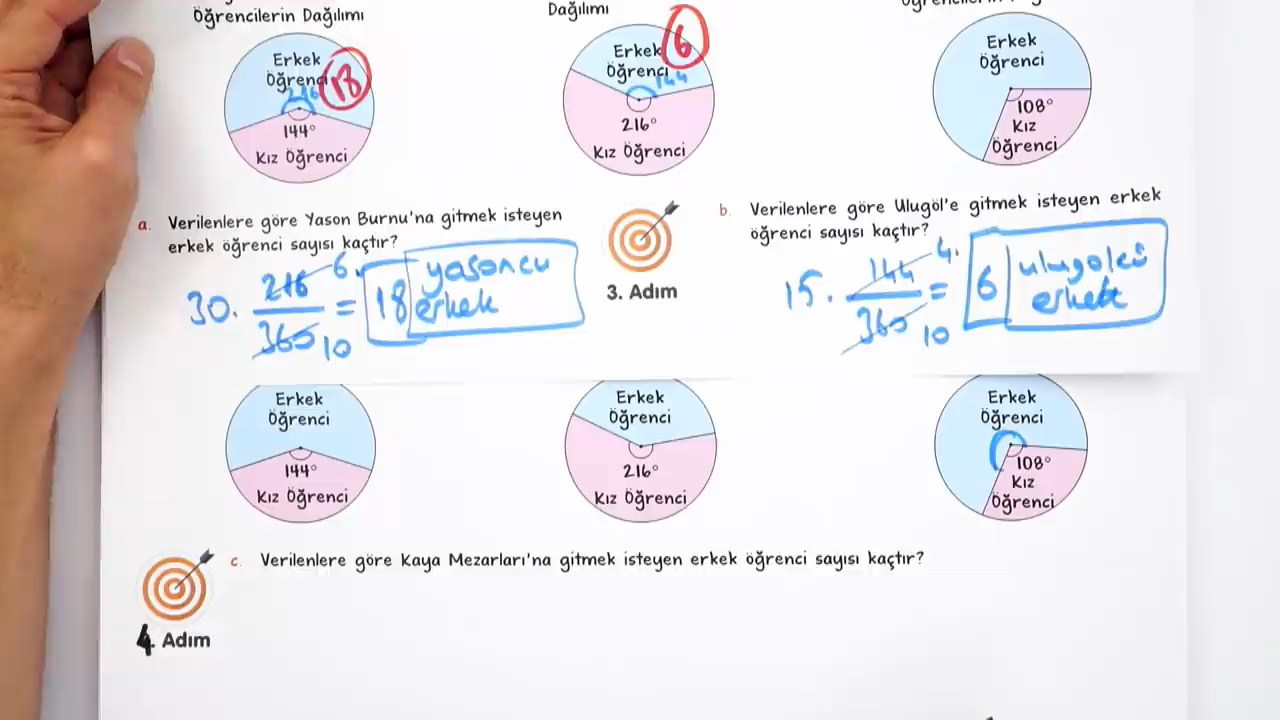 Öğrencilerin Dağılımı
Dağılımı
Erkek
Öğrenci
18
216
144°
Kız Öğrenci
Erkek
Öğrenci
6
144
216°
Kız Öğrenci
Erkek
Öğrenci
108°
Kız
Öğrenci
a. Verilenlere göre Yason Burnu'na gitmek isteyen
erkek öğrenci sayısı kaçtır?
30. 216/360 = 18 yasoncu
erkek
6.
10
3. Adım
b. Verilenlere göre Ulugöl'e gitmek isteyen erkek
öğrenci sayısı kaçtır?
15. 144/360 = 6 ulugölcü
erkek
4.
10
Erkek
Öğrenci
144°
Kız Öğrenci
Erkek
Öğrenci
216°
Kız Öğrenci
Erkek
Öğrenci
108°
Kız
Öğrenci
c. Verilenlere göre Kaya Mezarları'na gitmek isteyen erkek öğrenci sayısı kaçtır?
4. Adım